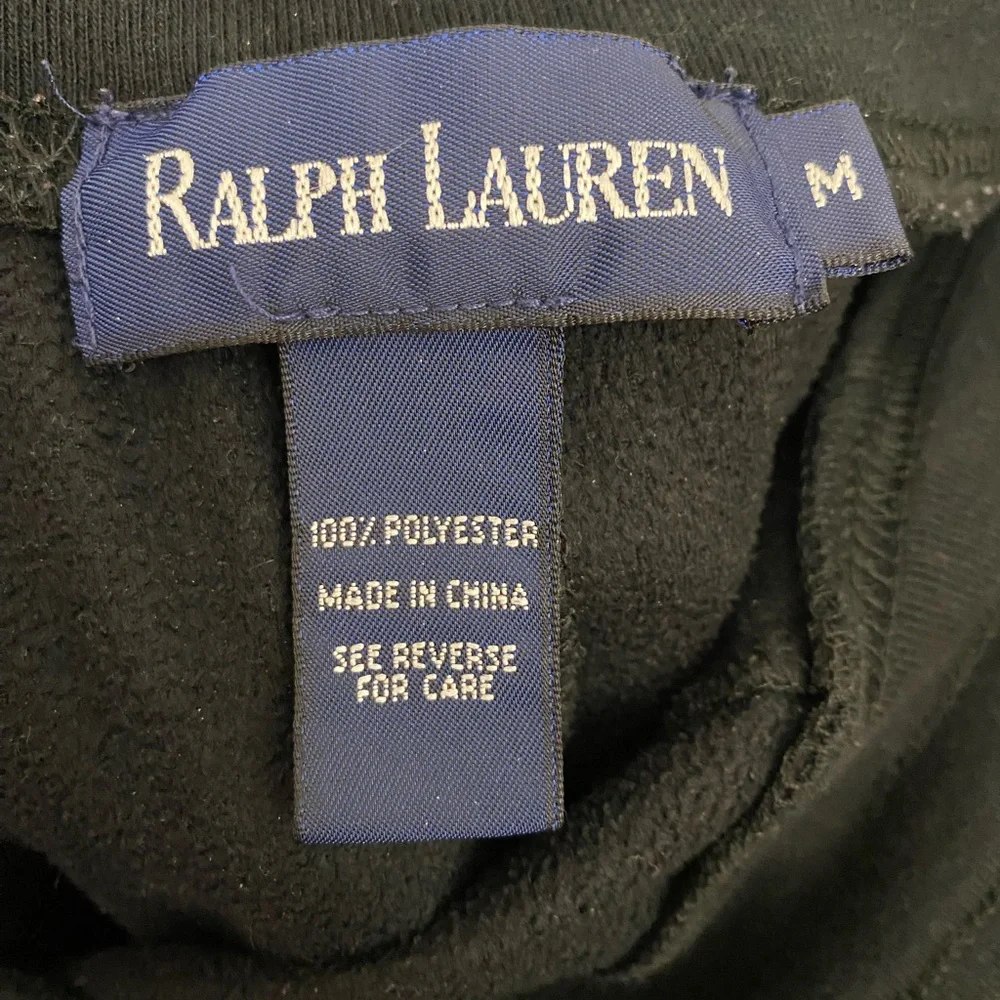 RALPH LAUREN
M
100% POLYESTER
MADE IN CHINA
SEE REVERSE
FOR CARE